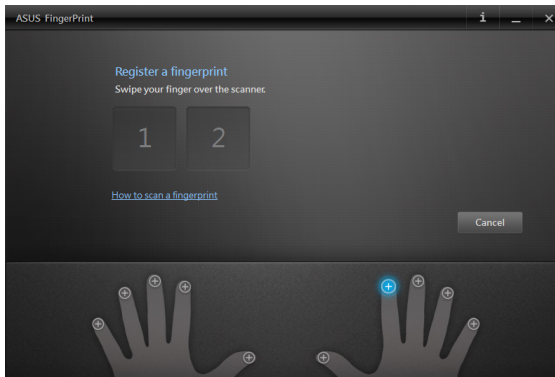 ASUS FingerPrint
Register a fingerprint
Swipe your finger over the scanner.
1 2
How to scan a fingerprint
Cancel